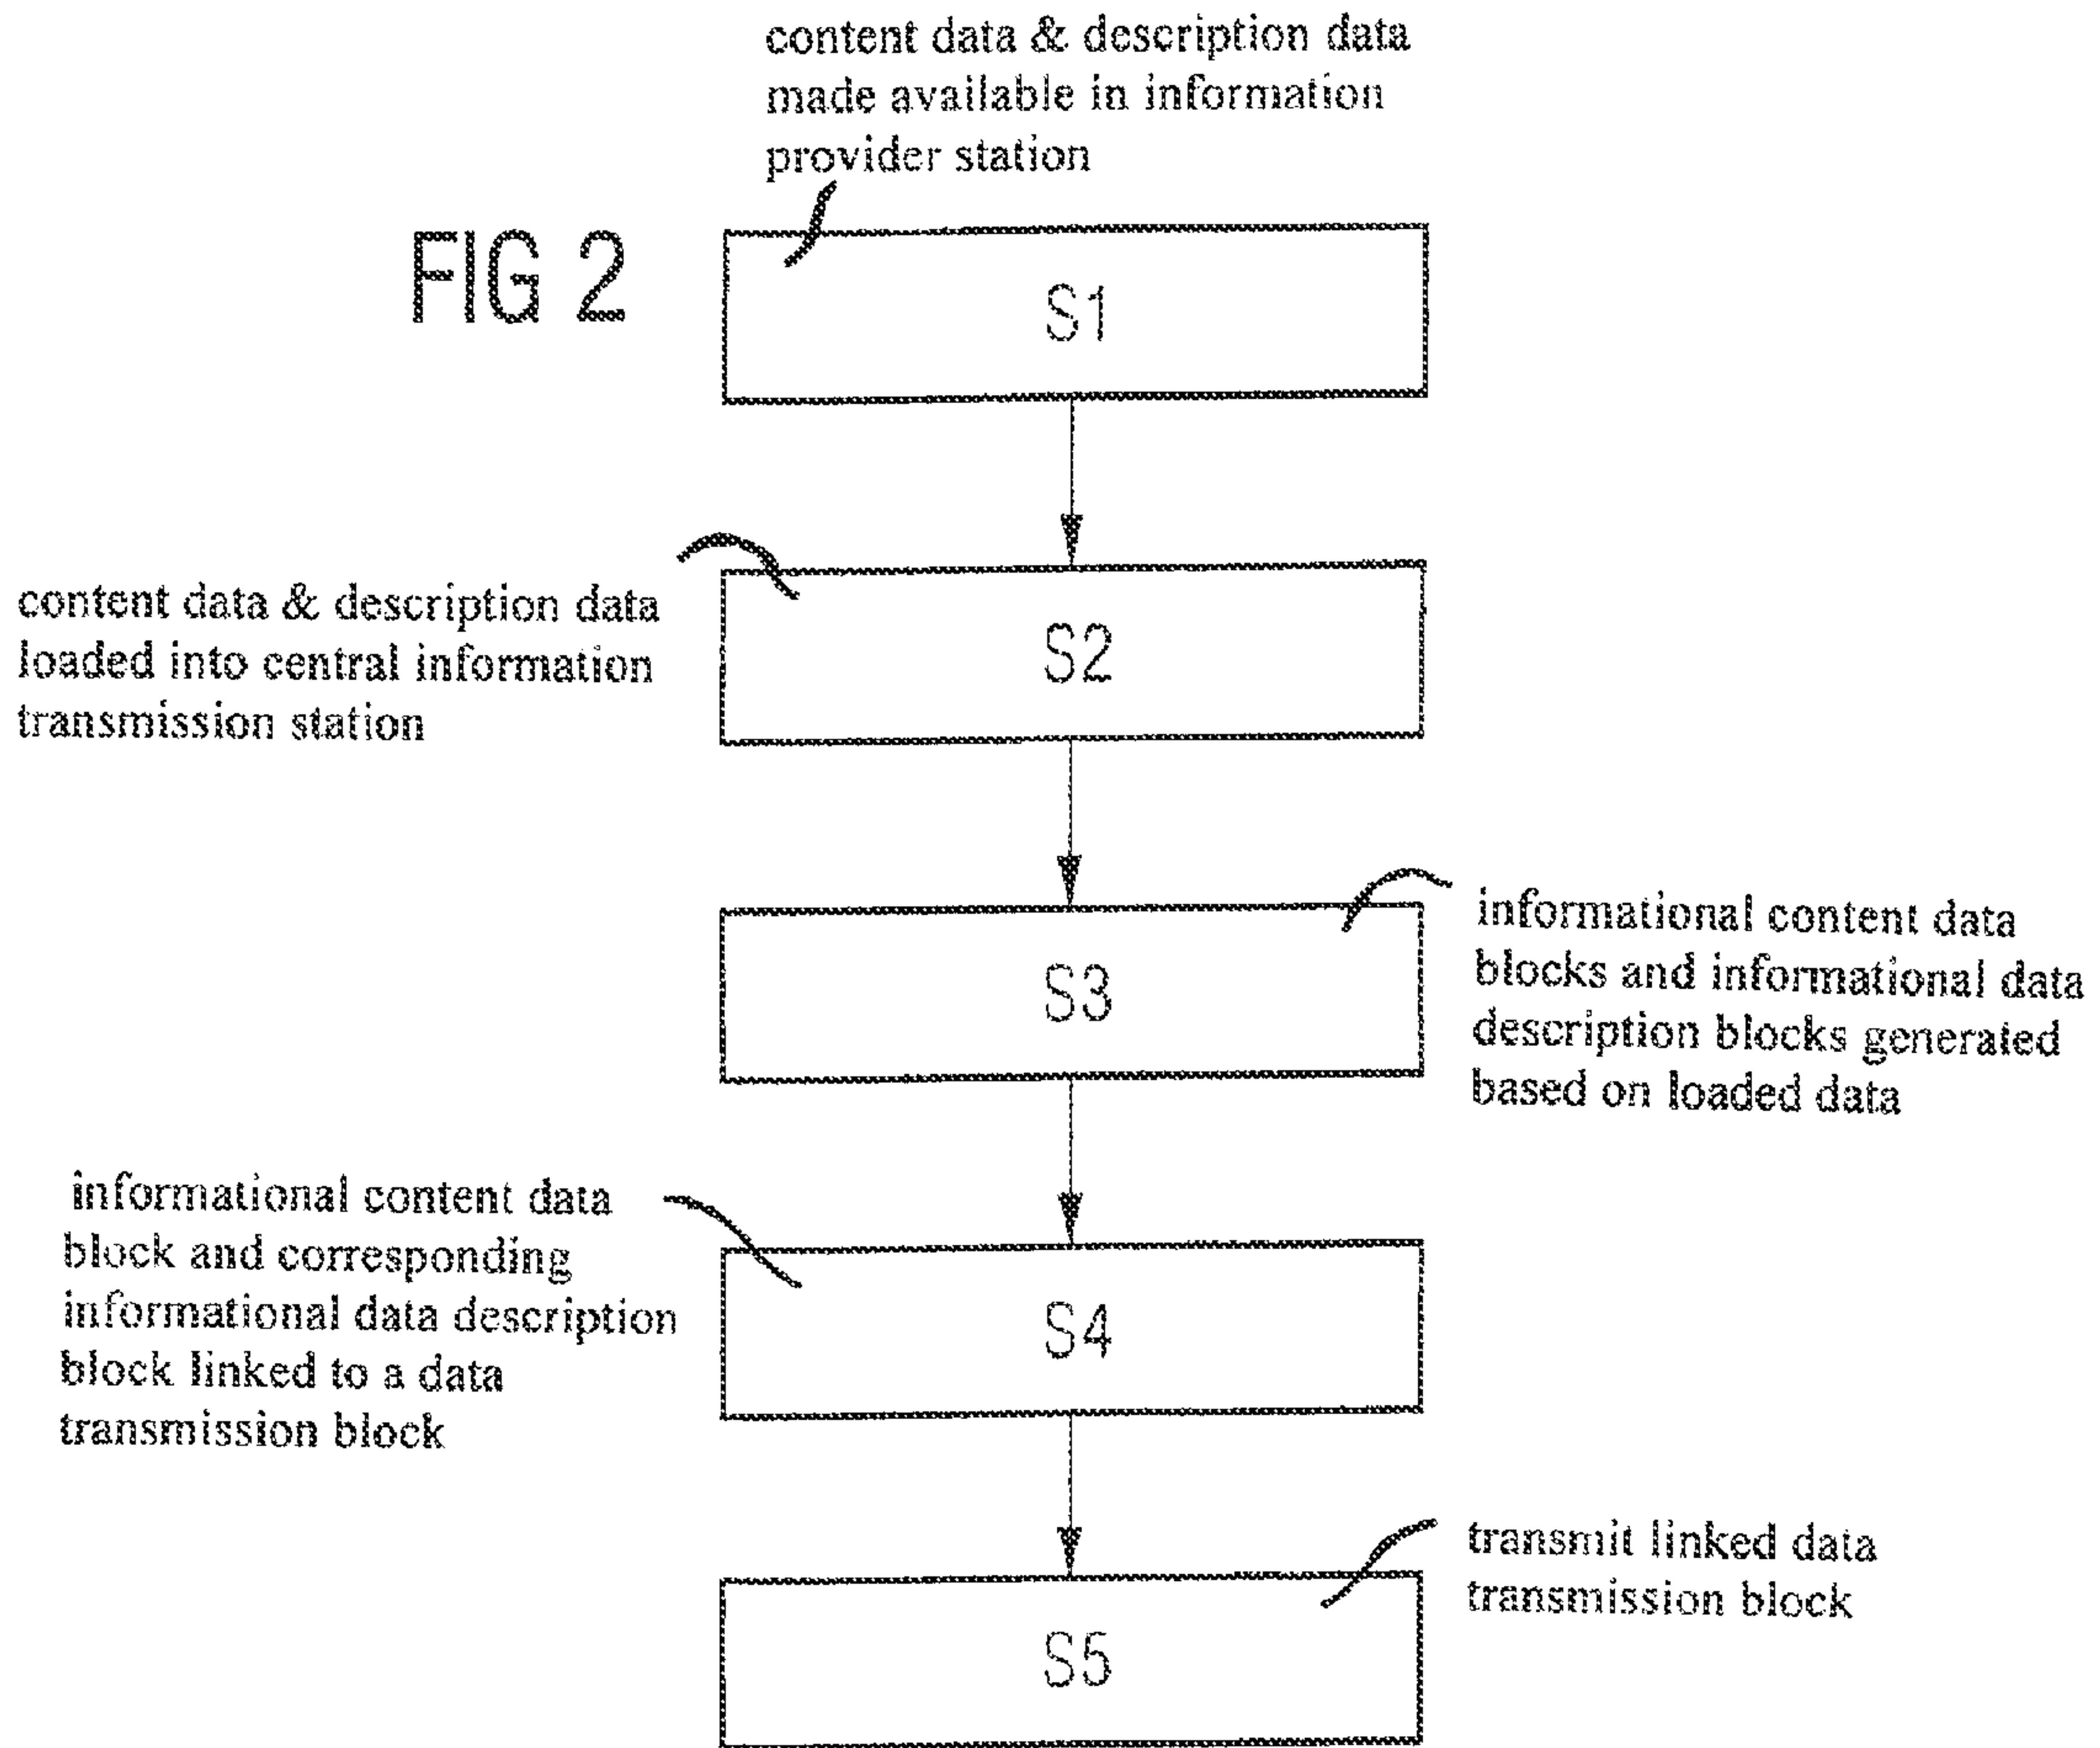 content data & description data
made available in information
provider station
FIG 2
S1
content data & description data
loaded into central information
transmission station
S2
S3
informational content data
blocks and informational data
description blocks generated
based on loaded data
informational content data
block and corresponding
informational data description
block linked to a data
transmission block
S4
transmit linked data
transmission block
S5